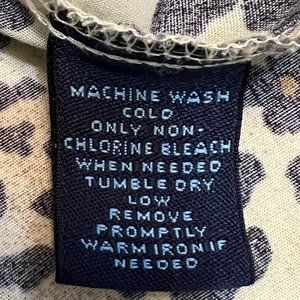 MACHINE WASH
COLD
ONLY NON-
CHLORINE BLEACH
WHEN NEEDED
TUMBLE DRY
LOW
REMOVE
PROMPTLY
WARM IRON IF
NEEDED